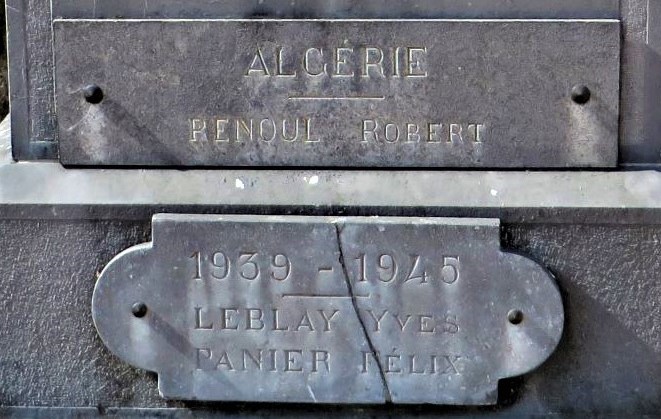 ALGÉRIE
RENOUL ROBERT
1939 - 1945
LEBLAY YVES
PANIER FÉLIX